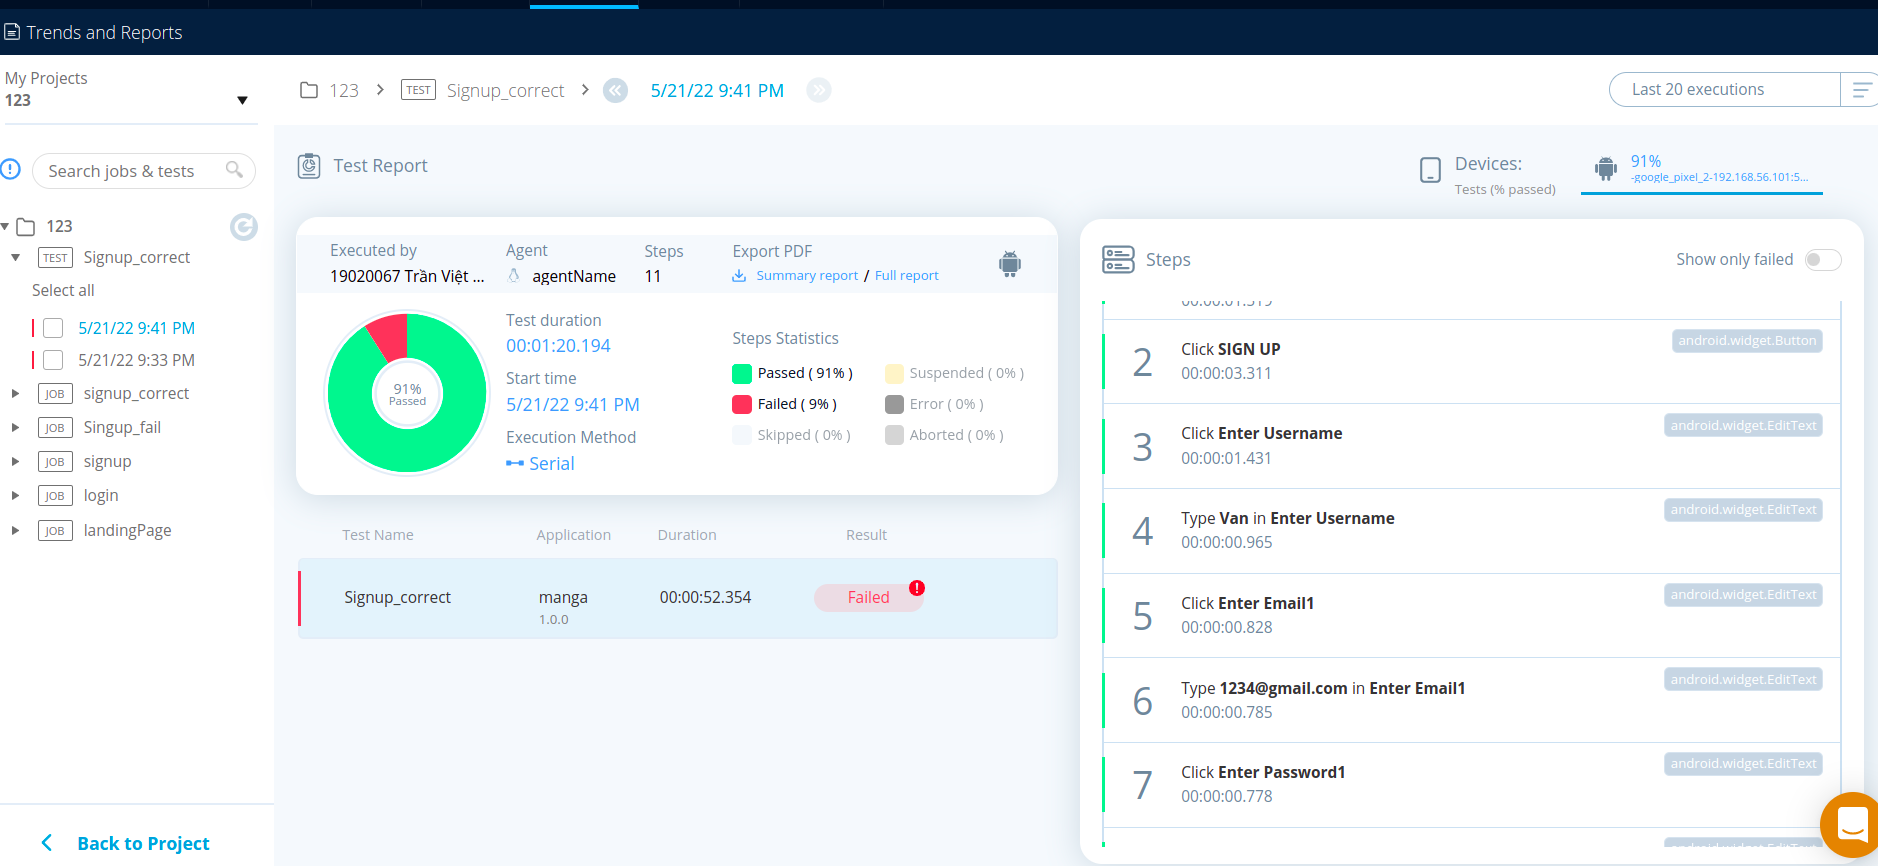 Trends and Reports
My Projects
123
Search jobs & tests
123
TEST Signup_correct
Select all
5/21/22 9:41 PM
5/21/22 9:33 PM
JOB signup_correct
JOB Singup_fail
JOB signup
JOB login
JOB landingPage
Back to Project
123 > TEST Signup_correct > « 5/21/22 9:41 PM »
Last 20 executions
Test Report
Devices:
Tests (% passed)
91%
-google_pixel_2-192.168.56.101:5...
Executed by
19020067 Trần Việt ...
Agent
agentName
Steps
11
Export PDF
Summary report / Full report
91%
Passed
Test duration
00:01:20.194
Start time
5/21/22 9:41 PM
Execution Method
Serial
Steps Statistics
Passed ( 91% )
Suspended ( 0% )
Failed ( 9% )
Error ( 0% )
Skipped ( 0% )
Aborted ( 0% )
Test Name Application Duration Result
Signup_correct manga 00:00:52.354 Failed !
1.0.0
Steps
Show only failed
00:00:01.319
2 Click SIGN UP android.widget.Button
00:00:03.311
3 Click Enter Username android.widget.EditText
00:00:01.431
4 Type Van in Enter Username android.widget.EditText
00:00:00.965
5 Click Enter Email1 android.widget.EditText
00:00:00.828
6 Type 1234@gmail.com in Enter Email1 android.widget.EditText
00:00:00.785
7 Click Enter Password1 android.widget.EditText
00:00:00.778
android.widget.EditText